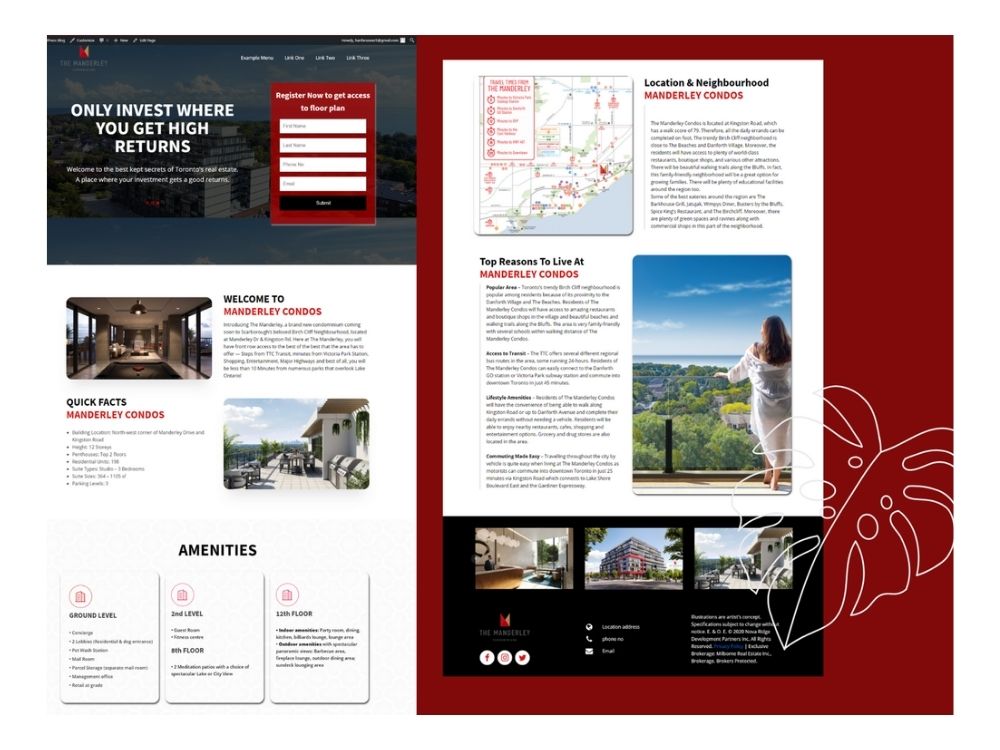 Customize
New
Edit Page
THE MANDERLEY
Example Menu
Link One
Link Two
Link Three
ONLY INVEST WHERE
YOU GET HIGH
RETURNS
Welcome to the best kept secrets of Toronto's real estate.
A place where your investment gets a good returns.
Register Now to get access
to floor plan
First Name
Last Name
Phone No
Email
Submit
WELCOME TO
MANDERLEY CONDOS
Introducing The Manderley, a brand new condominium coming
soon to Scarborough's beloved Birch Cliff Neighbourhood, located
at Manderley Dr & Kingston Rd. Here at The Manderley, you will
have front row access to the best of the best that the area has to
offer — Steps from TTC Transit, minutes from Victoria Park Station,
Shopping, Entertainment, Major Highways and best of all, you will
be less than 10 Minutes from numerous parks that overlook Lake
Ontario!
QUICK FACTS
MANDERLEY CONDOS
• Building Location: North-west corner of Manderley Drive and
Kingston Road
• Height: 12 Storeys
• Penthouses: Top 2 floors
• Residential Units: 198
• Suite Types: Studio – 3 Bedrooms
• Suite Sizes: 364 – 1105 sf
• Parking Levels: 3
AMENITIES
GROUND LEVEL
• Concierge
• 2 Lobbies (Residential & dog entrance)
• Pet Wash Station
• Mail Room
• Parcel Storage (separate mail room)
• Management office
• Retail at grade
2nd LEVEL
• Guest Room
• Fitness centre
8th FLOOR
• 2 Meditation patios with a choice of
spectacular Lake or City View
12th FLOOR
• Indoor amenities: Party room, dining,
kitchen, billiards lounge, lounge area
• Outdoor amenities with spectacular
panoramic views: Barbecue area,
fireplace lounge, outdoor dining area;
sundeck lounging area
TRAVEL TIMES FROM
THE MANDERLEY
Location & Neighbourhood
MANDERLEY CONDOS
The Manderley Condos is located at Kingston Road, which
has a walk score of 79. Therefore, all the daily errands can be
completed on foot. The trendy Birch Cliff neighborhood is
close to The Beaches and Danforth Village. Moreover, the
residents will have access to plenty of world-class
restaurants, boutique shops, and various other attractions.
There will be beautiful walking trails along the Bluffs. In fact,
this family-friendly neighborhood will be a great option for
growing families. There will be plenty of educational facilities
around the region too.
Some of the best eateries around the region are The
Barkhouse Grill, Jatujak, Wimpys Diner, Busters by the Bluffs,
Spice King's Restaurant, and The Birchcliff. Moreover, there
are plenty of green spaces and ravines along with
commercial shops in this part of the neighborhood.
Top Reasons To Live At
MANDERLEY CONDOS
Popular Area – Toronto's trendy Birch Cliff neighbourhood is
popular among residents because of its proximity to the
Danforth Village and The Beaches. Residents of The
Manderley Condos will have access to amazing restaurants
and boutique shops in the village and beautiful beaches and
walking trails along the Bluffs. The area is very family-friendly
with several schools within walking distance of The
Manderley Condos.
Access to Transit – The TTC offers several different regional
bus routes in the area, some running 24-hours. Residents of
The Manderley Condos can easily connect to the Danforth
GO station or Victoria Park subway station and commute into
downtown Toronto in just 45 minutes.
Lifestyle Amenities – Residents of The Manderley Condos
will have the convenience of being able to walk along
Kingston Road or up to Danforth Avenue and complete their
daily errands without needing a vehicle. Residents will be
able to enjoy nearby restaurants, cafes, shopping and
entertainment options. Grocery and drug stores are also
located in the area.
Commuting Made Easy – Travelling throughout the city by
vehicle is quite easy when living at The Manderley Condos as
motorists can commute into downtown Toronto in just 25
minutes via Kingston Road which connects to Lake Shore
Boulevard East and the Gardiner Expressway.
THE MANDERLEY
Location address
phone no
Email
Illustrations are artist's concept.
Specifications subject to change without
notice. E. & O. E. © 2020 Nova Ridge
Development Partners Inc. All Rights
Reserved. Privacy Policy | Exclusive
Brokerage: Milborne Real Estate Inc.,
Brokerage. Brokers Protected.